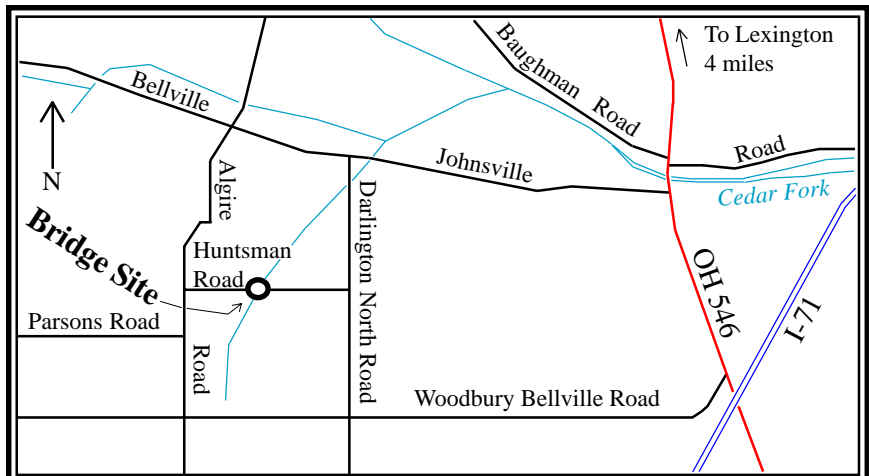 To Lexington
4 miles
Baughman Road
Bellville
Johnsville
Road
Cedar Fork
N
Algire
Road
Darlington North Road
Huntsman
Road
Bridge Site
Parsons Road
OH 546
I-71
Woodbury Bellville Road